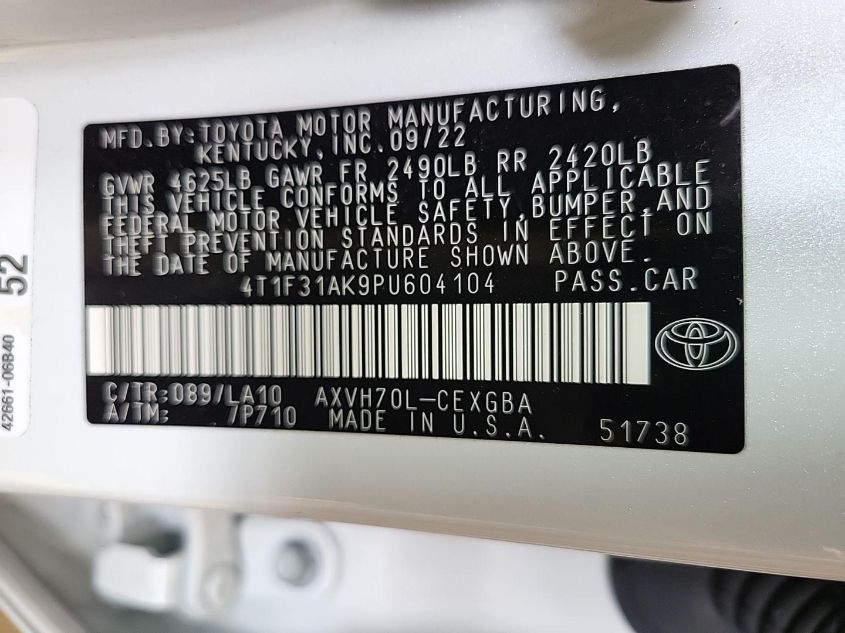 MFD.BY:TOYOTA MOTOR MANUFACTURING,
KENTUCKY,INC.09/22
GVWR 4625LB GAWR FR 2490LB RR 2420LB
THIS VEHICLE CONFORMS TO ALL APPLICABLE
FEDERAL MOTOR VEHICLE SAFETY,BUMPER,AND
THEFT PREVENTION STANDARDS IN EFFECT ON
THE DATE OF MANUFACTURE SHOWN ABOVE.
4T1F31AK9PU604104 PASS.CAR
C/TR:089/LA10 AXVH70L-CEXGBA
A/TM: 7P710 MADE IN U.S.A. 51738
52
42661-06B40